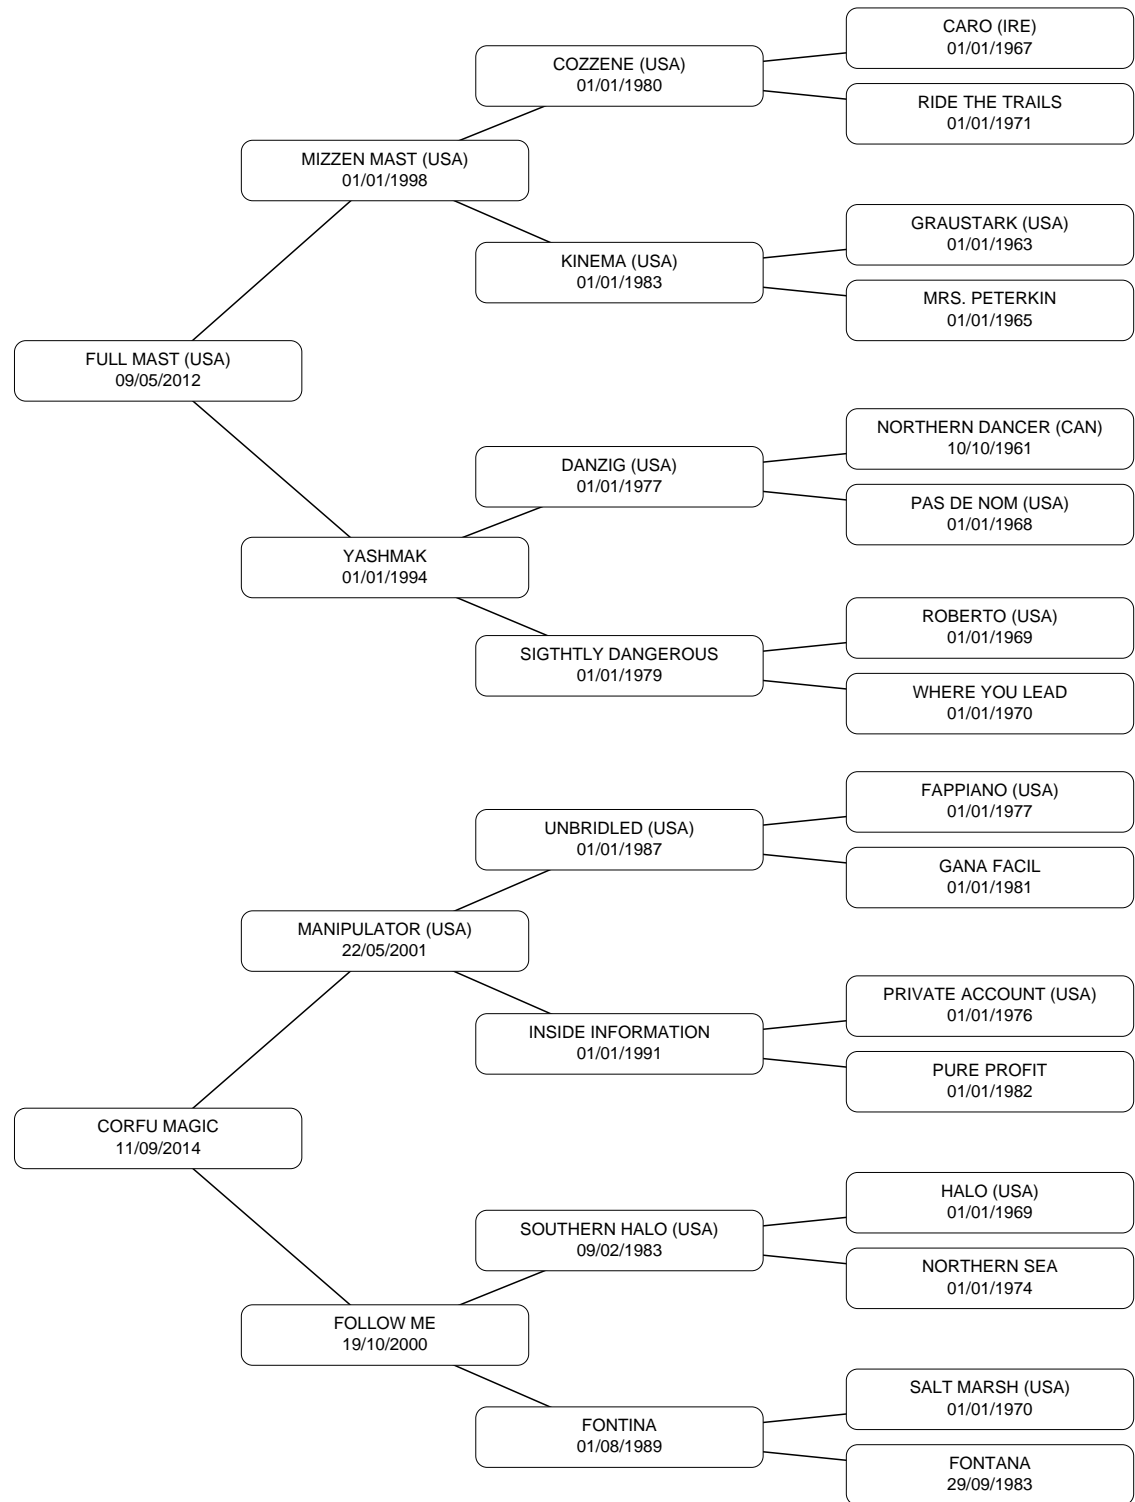 CARO (IRE)
01/01/1967
COZZENE (USA)
01/01/1980
RIDE THE TRAILS
01/01/1971
MIZZEN MAST (USA)
01/01/1998
GRAUSTARK (USA)
01/01/1963
KINEMA (USA)
01/01/1983
MRS. PETERKIN
01/01/1965
FULL MAST (USA)
09/05/2012
NORTHERN DANCER (CAN)
10/10/1961
DANZIG (USA)
01/01/1977
PAS DE NOM (USA)
01/01/1968
YASHMAK
01/01/1994
ROBERTO (USA)
01/01/1969
SIGTHTLY DANGEROUS
01/01/1979
WHERE YOU LEAD
01/01/1970
FAPPIANO (USA)
01/01/1977
UNBRIDLED (USA)
01/01/1987
GANA FACIL
01/01/1981
MANIPULATOR (USA)
22/05/2001
PRIVATE ACCOUNT (USA)
01/01/1976
INSIDE INFORMATION
01/01/1991
PURE PROFIT
01/01/1982
CORFU MAGIC
11/09/2014
HALO (USA)
01/01/1969
SOUTHERN HALO (USA)
09/02/1983
NORTHERN SEA
01/01/1974
FOLLOW ME
19/10/2000
SALT MARSH (USA)
01/01/1970
FONTINA
01/08/1989
FONTANA
29/09/1983